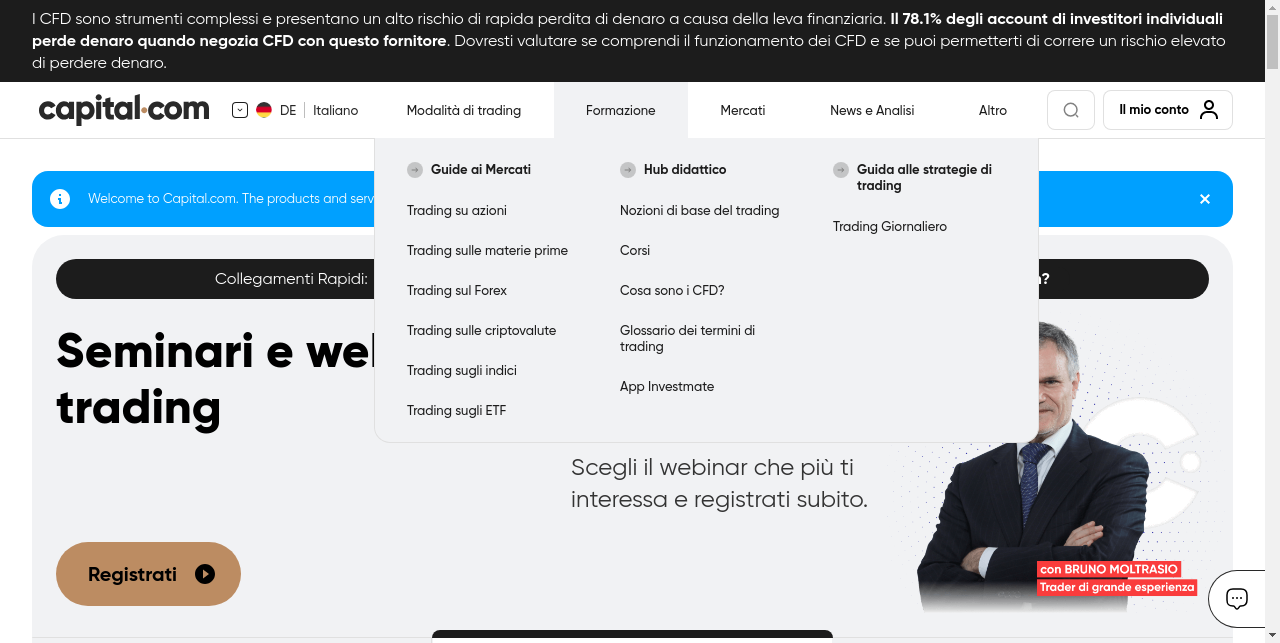 I CFD sono strumenti complessi e presentano un alto rischio di rapida perdita di denaro a causa della leva finanziaria. Il 78.1% degli account di investitori individuali
perde denaro quando negozia CFD con questo fornitore. Dovresti valutare se comprendi il funzionamento dei CFD e se puoi permetterti di correre un rischio elevato
di perdere denaro.
capital.com DE Italiano Modalità di trading Formazione Mercati News e Analisi Altro Il mio conto
Guide ai Mercati
Trading su azioni
Trading sulle materie prime
Trading sul Forex
Trading sulle criptovalute
Trading sugli indici
Trading sugli ETF
Hub didattico
Nozioni di base del trading
Corsi
Cosa sono i CFD?
Glossario dei termini di
trading
App Investmate
Guida alle strategie di
trading
Trading Giornaliero
Welcome to Capital.com. The products and serv
Collegamenti Rapidi:
Seminari e we
trading
Scegli il webinar che più ti
interessa e registrati subito.
Registrati
con BRUNO MOLTRASIO
Trader di grande esperienza